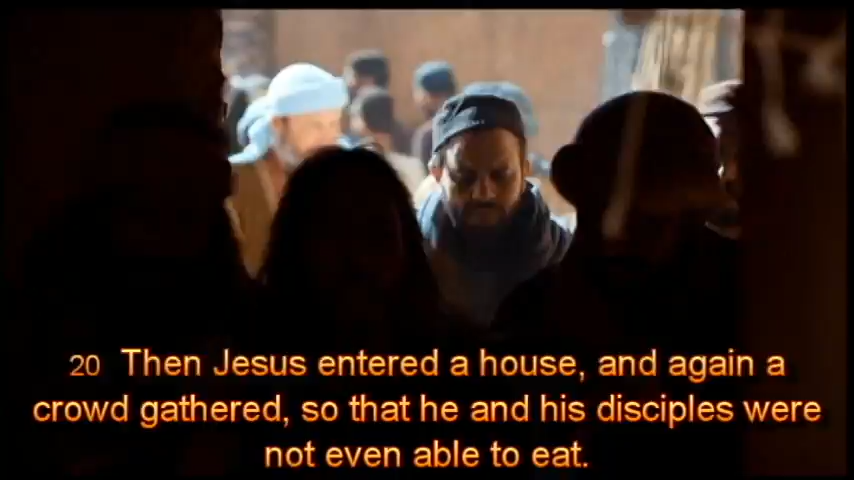 20 Then Jesus entered a house, and again a
crowd gathered, so that he and his disciples were
not even able to eat.